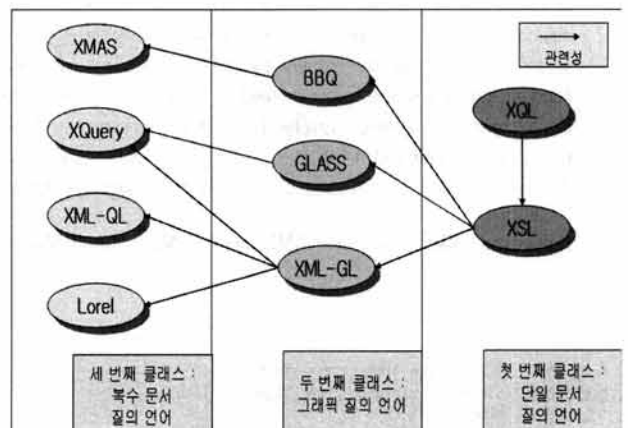 XMAS
BBQ
관련성
XQL
XQuery
GLASS
XML-QL
XSL
XML-GL
Lorel
세 번째 클래스 :
복수 문서
질의 언어
두 번째 클래스 :
그래픽 질의 언어
첫 번째 클래스 :
단일 문서
질의 언어